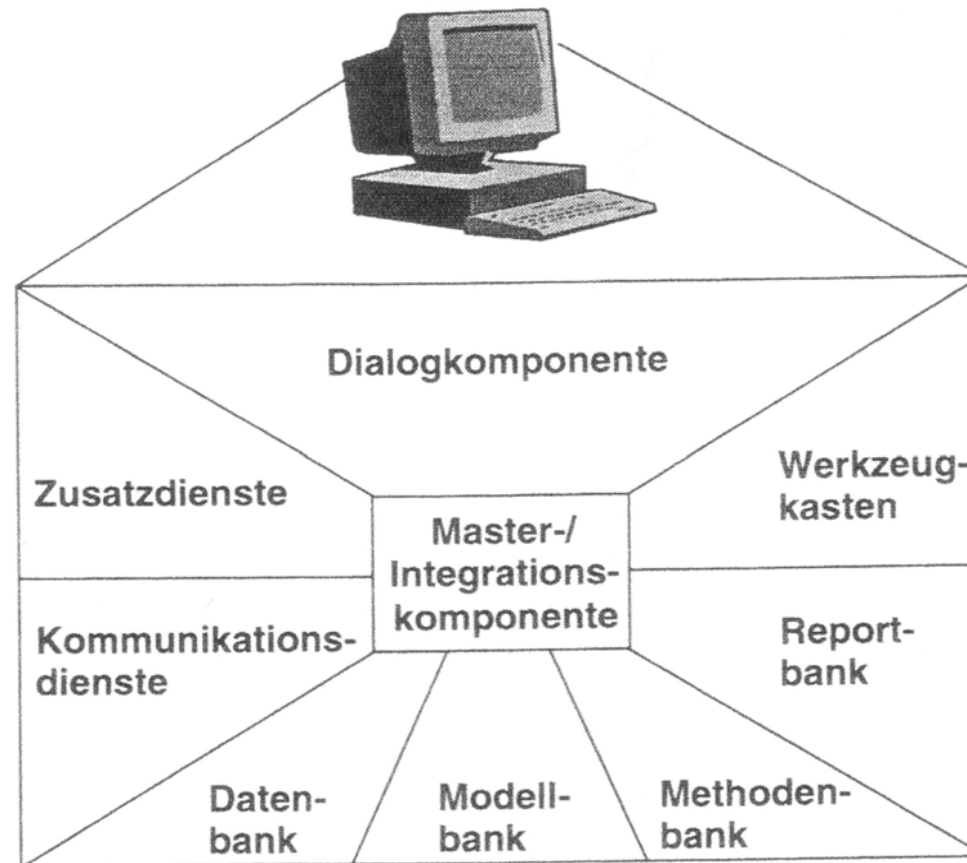 Dialogkomponente
Zusatzdienste
Werkzeug-
kasten
Master-/
Integrations-
komponente
Kommunikations-
dienste
Report-
bank
Daten-
bank
Modell-
bank
Methoden-
bank